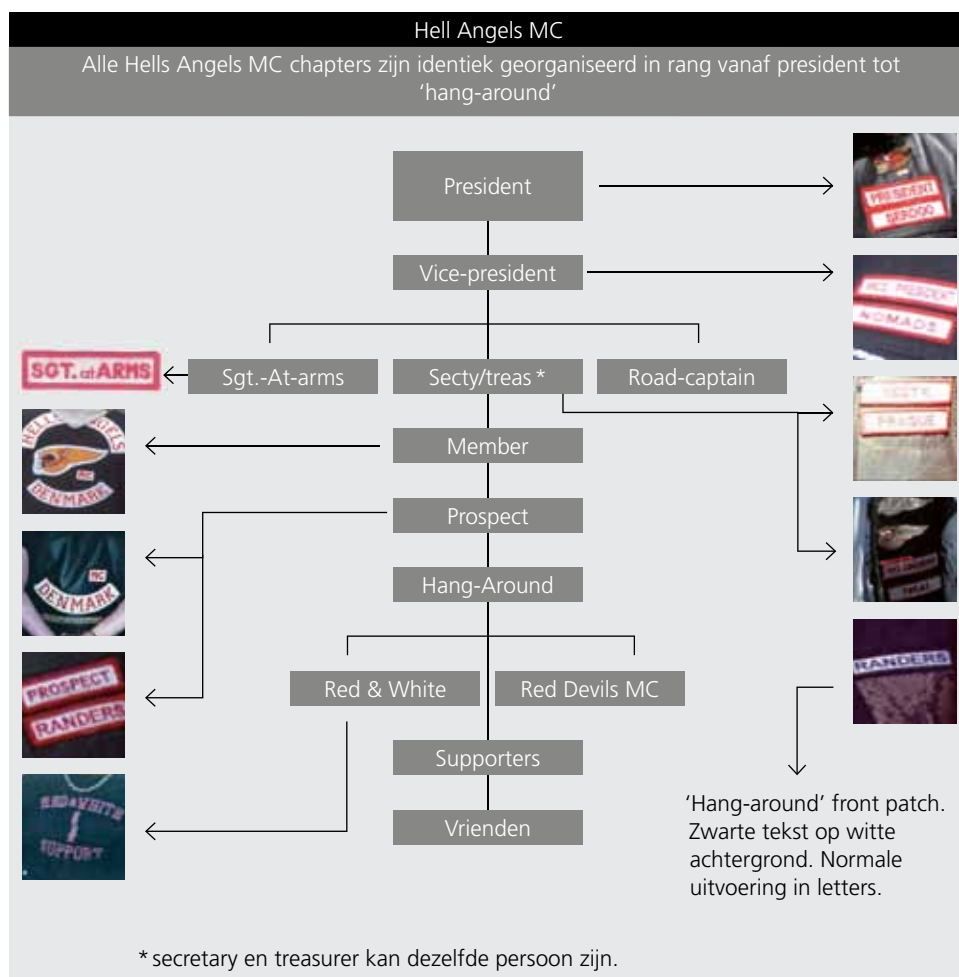 Hell Angels MC
Alle Hells Angels MC chapters zijn identiek georganiseerd in rang vanaf president tot
‘hang-around’
President
PRESIDENT
Vice-president
NOMADS
SGT. at ARMS
Sgt.-At-arms
Secty/treas *
Road-captain
PRAGUE
HELLS ANGELS
MC
DENMARK
Member
Prospect
MC
DENMARK
Hang-Around
PROSPECT
RANDERS
Red & White
Red Devils MC
RANDERS
Supporters
RED & WHITE
SUPPORT
Vrienden
‘Hang-around’ front patch.
Zwarte tekst op witte
achtergrond. Normale
uitvoering in letters.
* secretary en treasurer kan dezelfde persoon zijn.